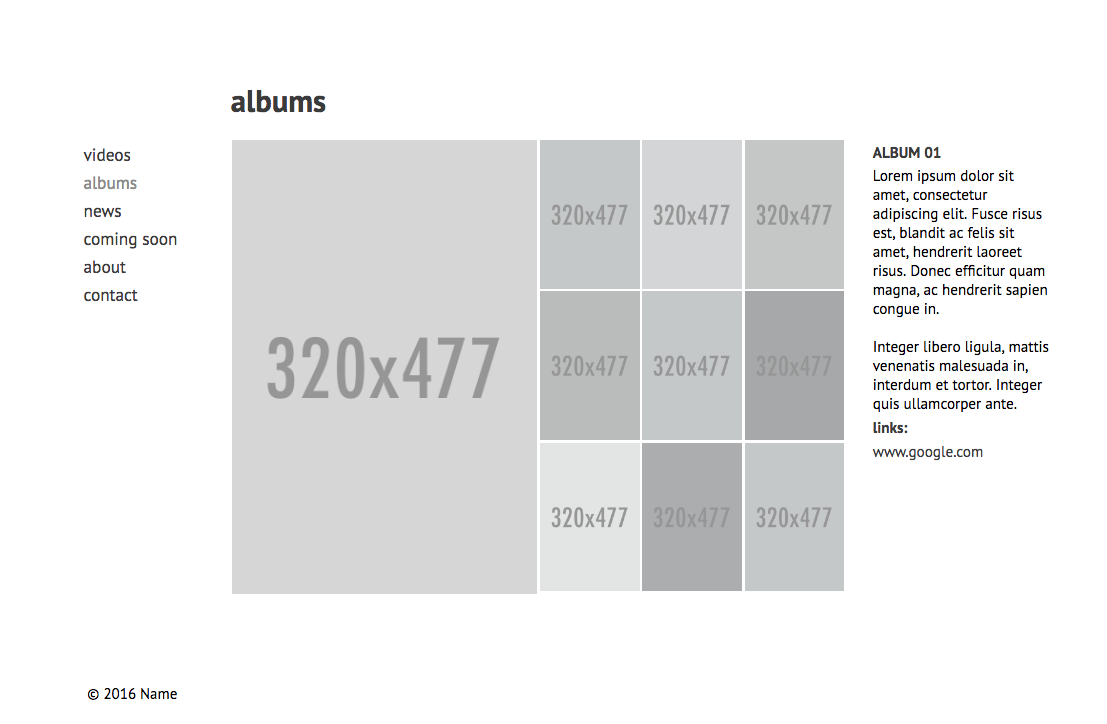 albums
videos
albums
news
coming soon
about
contact
320x477
320x477
320x477
320x477
320x477
320x477
320x477
320x477
320x477
320x477
ALBUM 01
Lorem ipsum dolor sit
amet, consectetur
adipiscing elit. Fusce risus
est, blandit ac felis sit
amet, hendrerit laoreet
risus. Donec efficitur quam
magna, ac hendrerit sapien
congue in.
Integer libero ligula, mattis
venenatis malesuada in,
interdum et tortor. Integer
quis ullamcorper ante.
links:
www.google.com
© 2016 Name